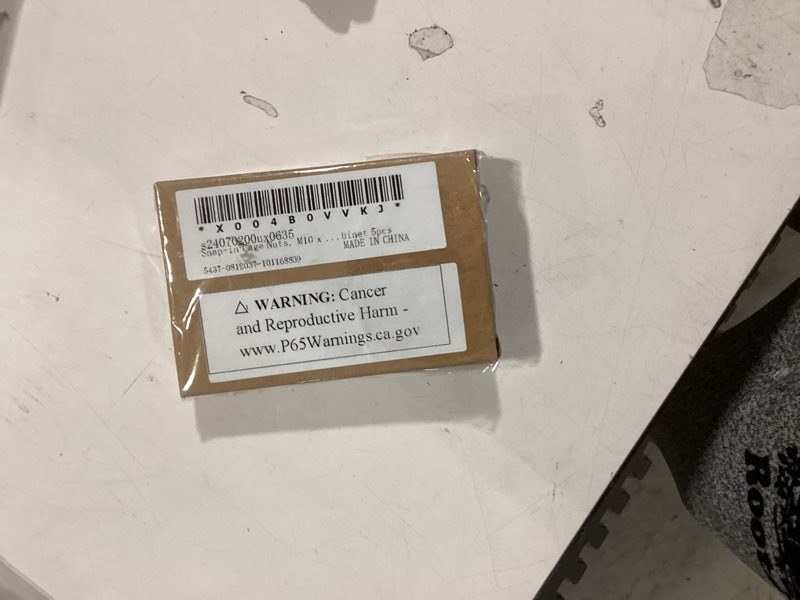 *X004B0VVKJ*
s24070200ux0635
Snap-in Cage Nuts, M10 x ...binet 5pcs
MADE IN CHINA
5437-0812037-101168939
⚠ WARNING: Cancer
and Reproductive Harm -
www.P65Warnings.ca.gov